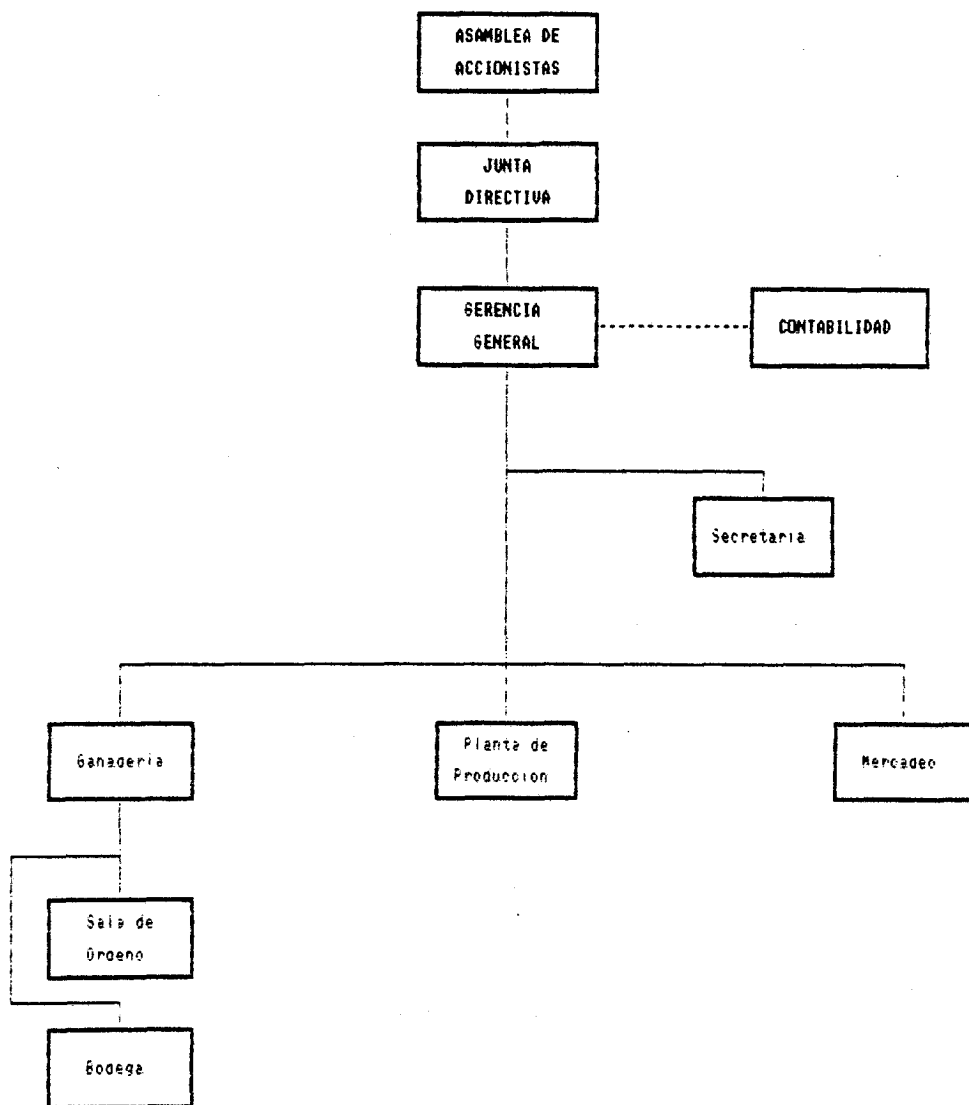 ASAMBLEA DE
ACCIONISTAS
JUNTA
DIRECTIVA
GERENCIA
GENERAL
CONTABILIDAD
Secretaria
Ganaderia
Planta de
Produccion
Mercadeo
Sala de
Ordeno
Bodega